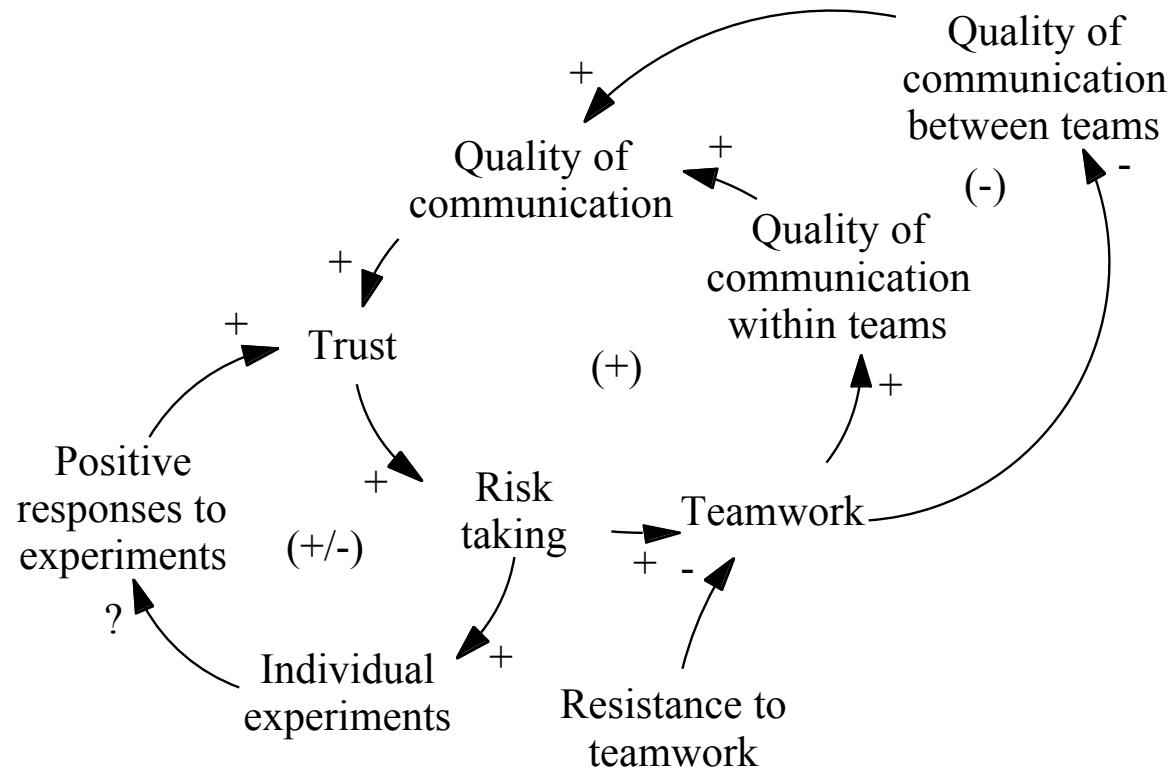 Quality of
communication
between teams
+
-
(-)
+
Quality of
communication
Quality of
communication
within teams
+
+
Trust
(+)
+
Positive
responses to
experiments
+
(+/-)
Risk
taking
Teamwork
+
-
?
+
Individual
experiments
Resistance to
teamwork